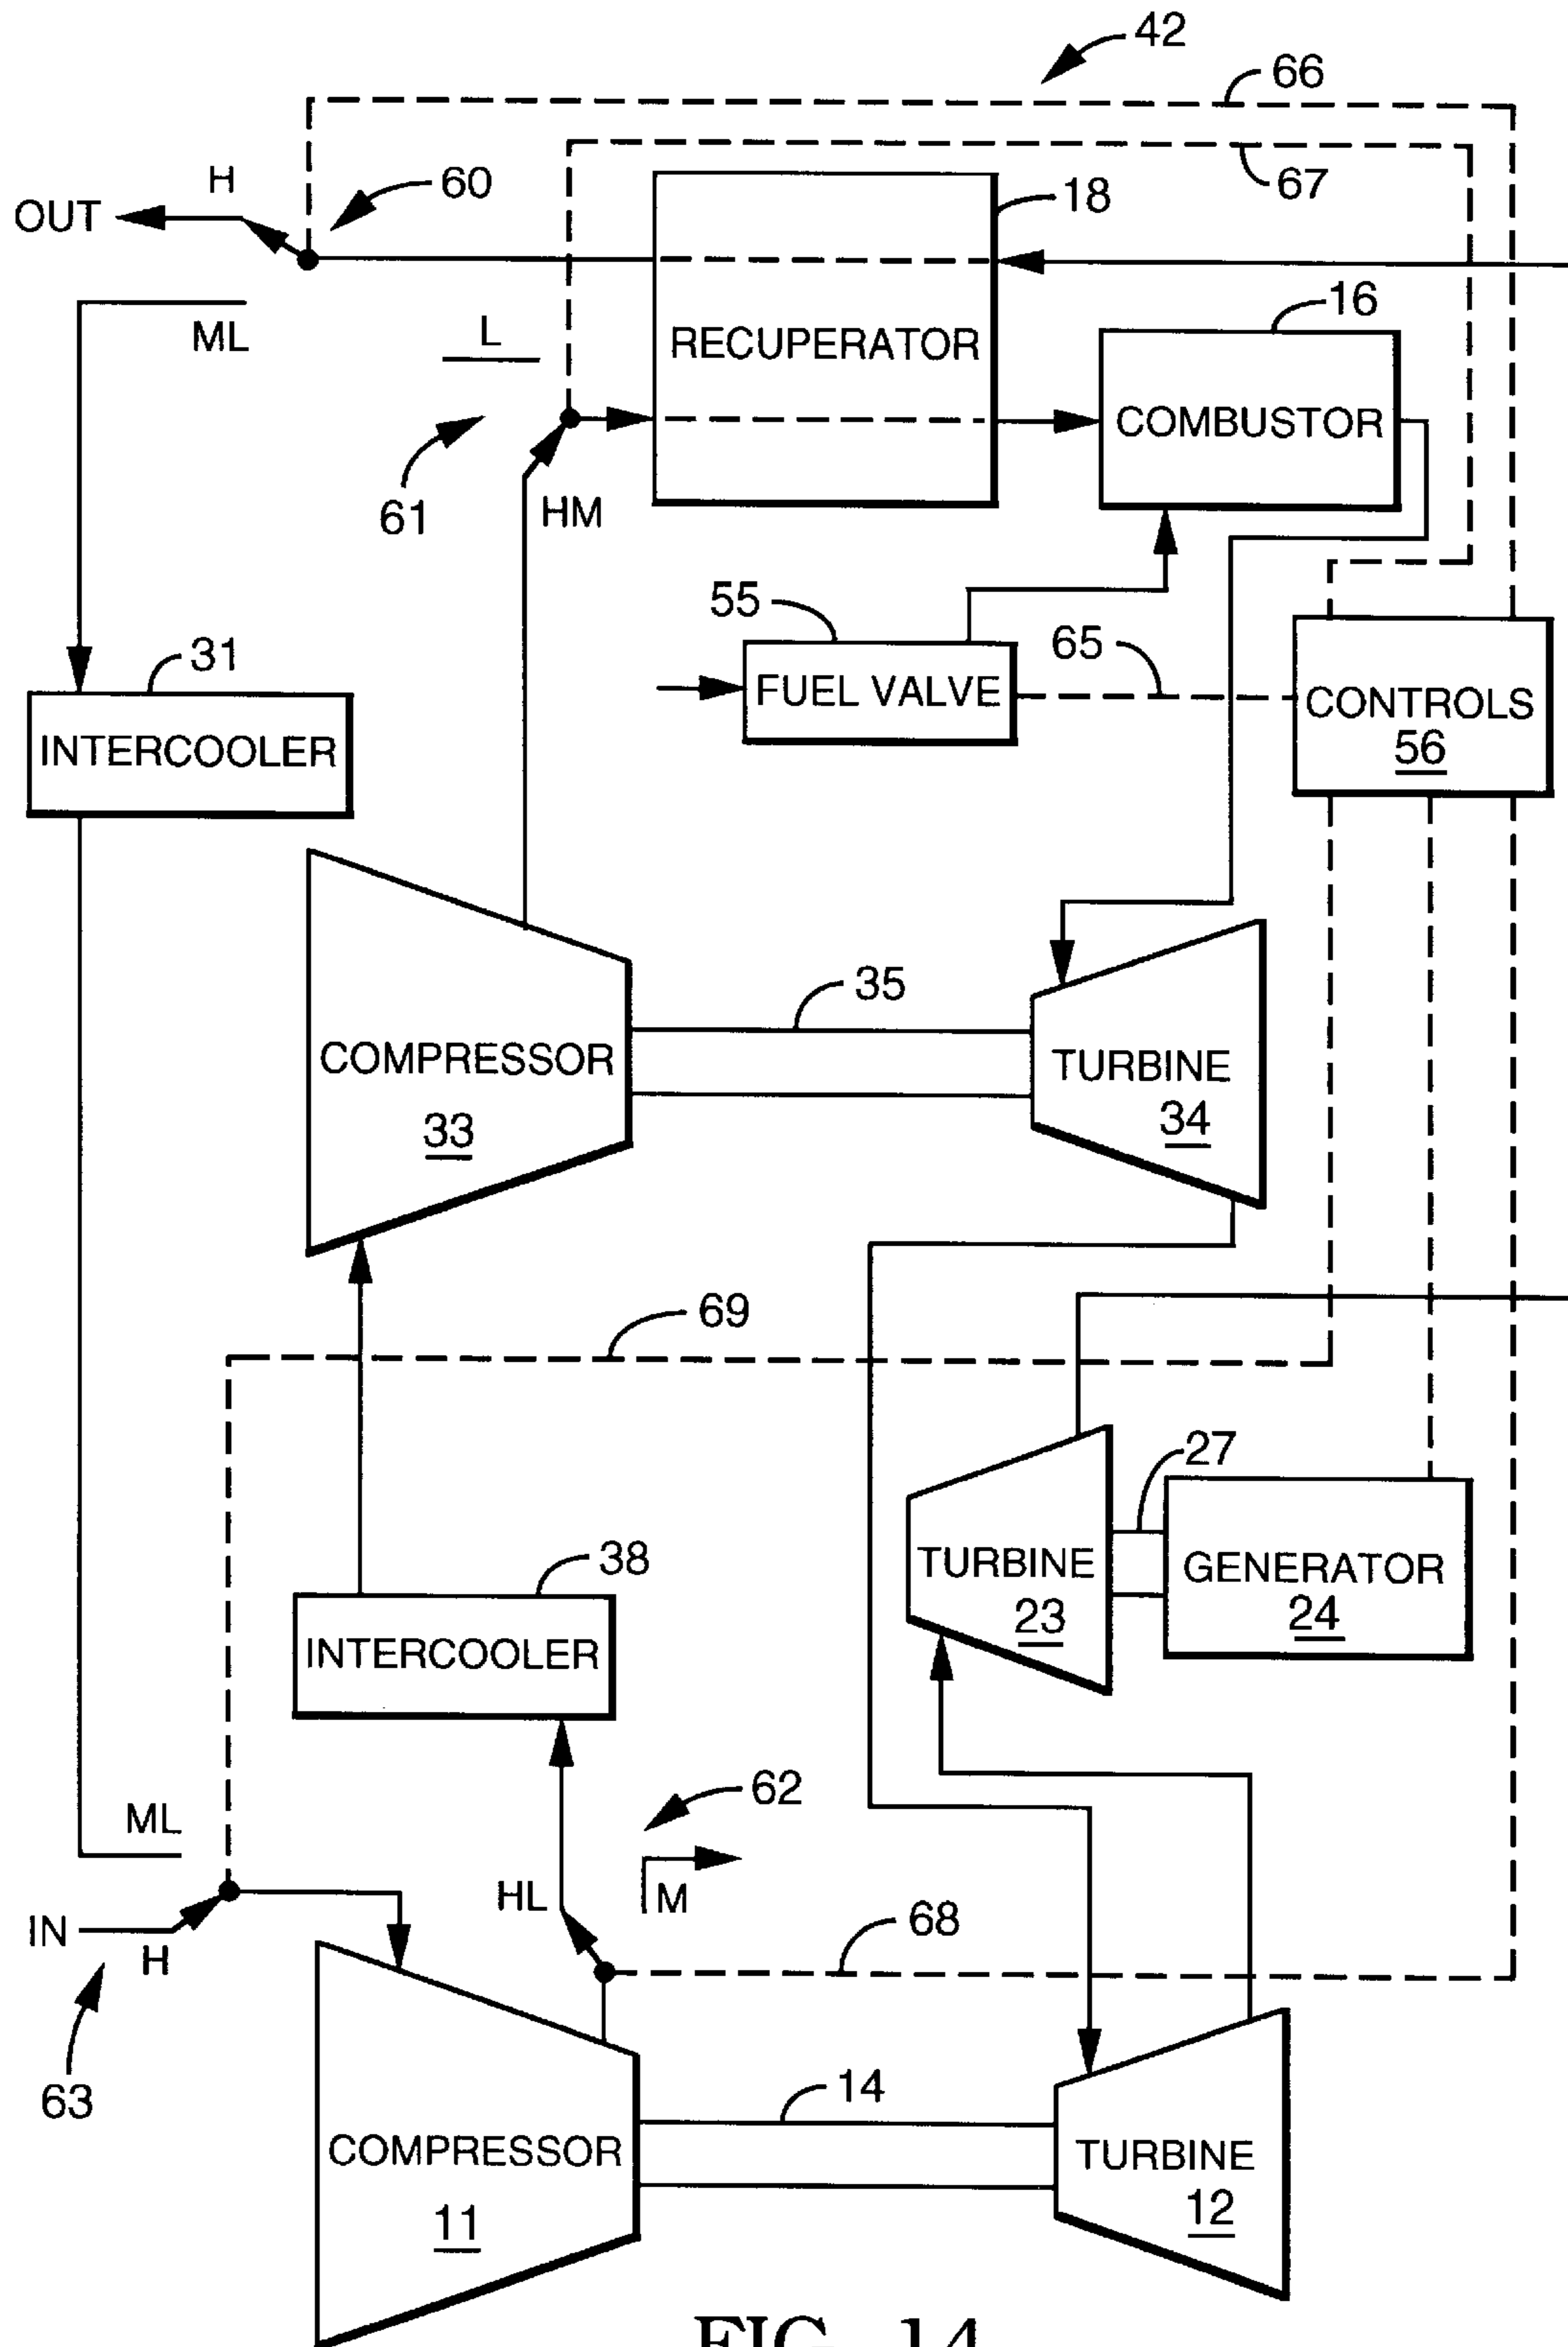 42
66
H
60
67
18
OUT
16
ML
L
RECUPERATOR
COMBUSTOR
61
HM
55
65
31
FUEL VALVE
CONTROLS
56
INTERCOOLER
35
COMPRESSOR
33
TURBINE
34
69
27
38
TURBINE
23
GENERATOR
24
INTERCOOLER
62
ML
HL
M
68
IN
H
63
14
COMPRESSOR
11
TURBINE
12
FIG. 14